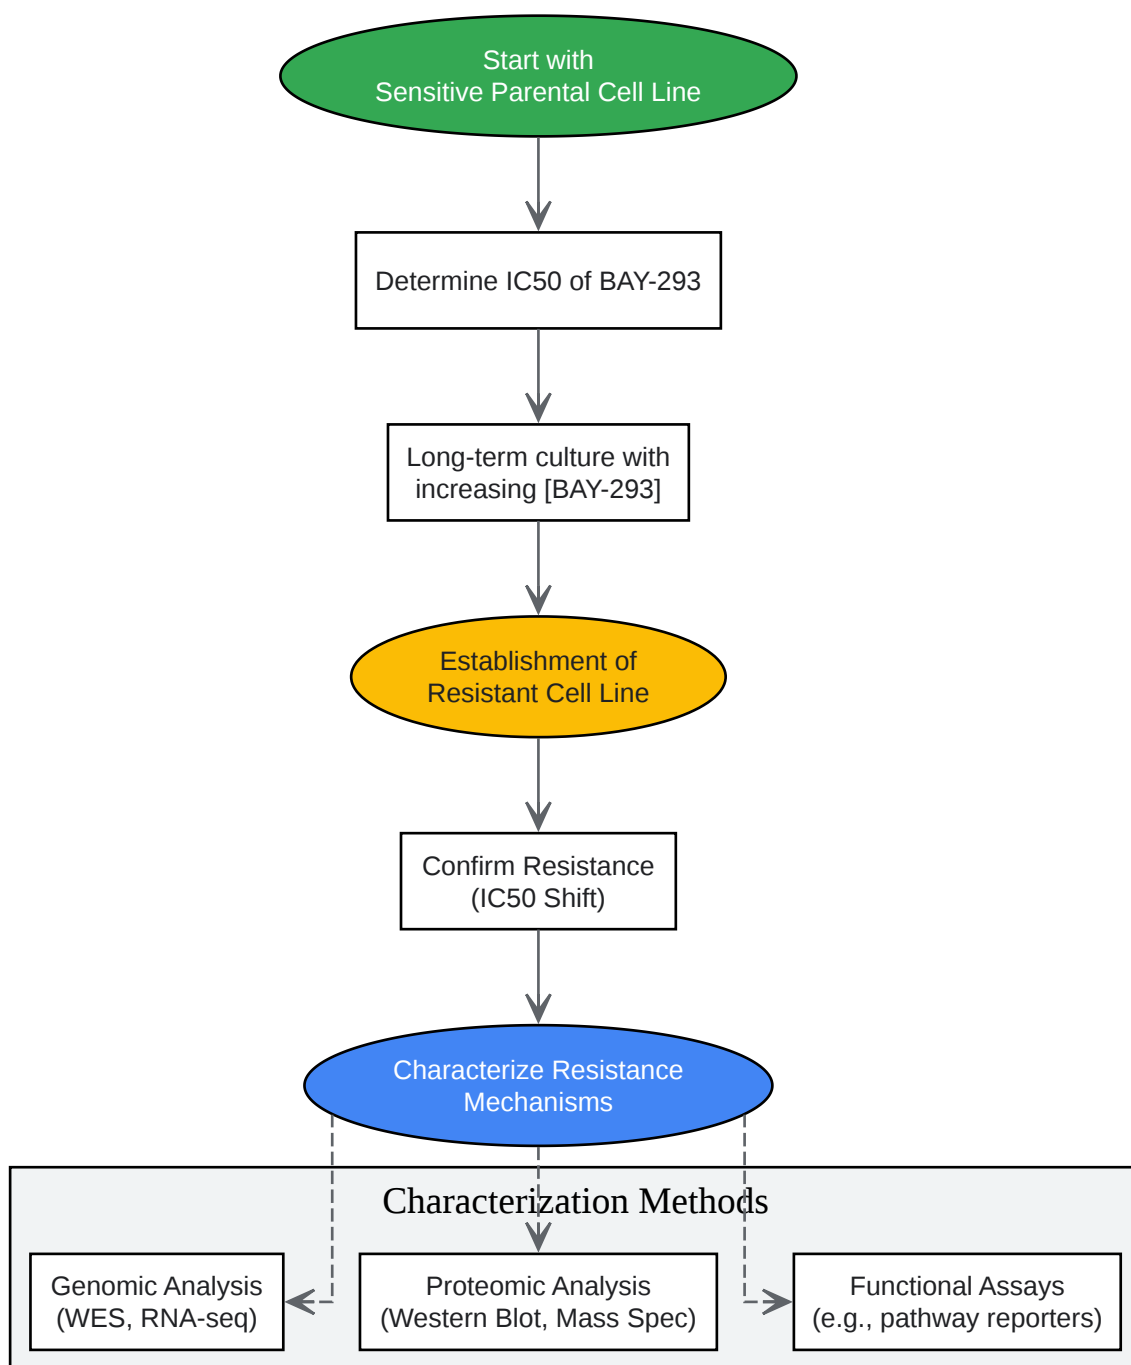 Start with
Sensitive Parental Cell Line
Determine IC50 of BAY-293
Long-term culture with
increasing [BAY-293]
Establishment of
Resistant Cell Line
Confirm Resistance
(IC50 Shift)
Characterize Resistance
Mechanisms
Characterization Methods
Genomic Analysis
(WES, RNA-seq)
Proteomic Analysis
(Western Blot, Mass Spec)
Functional Assays
(e.g., pathway reporters)